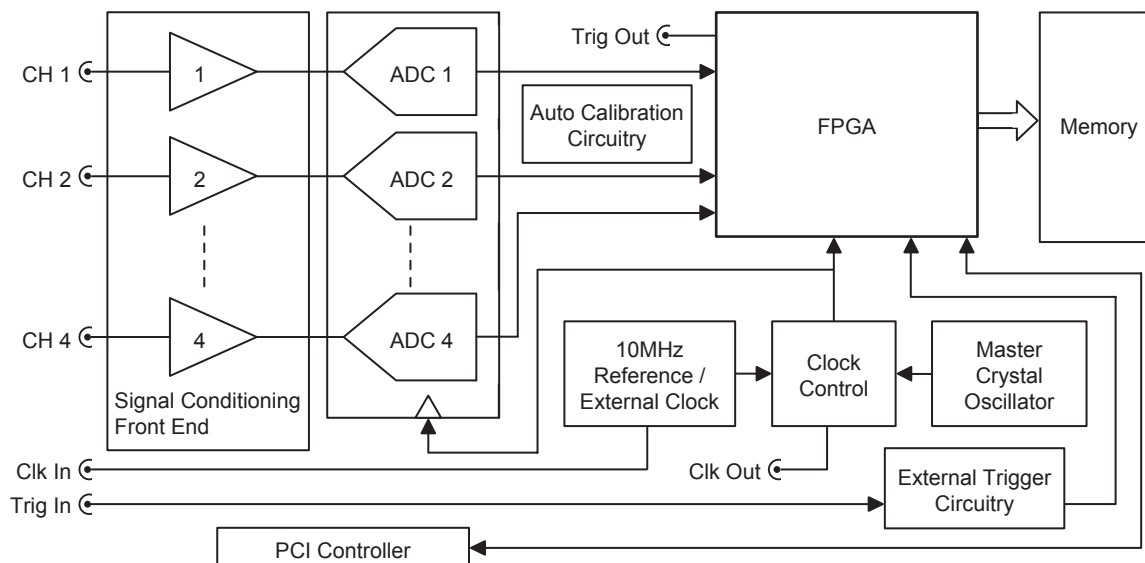 Trig Out
CH 1
1
ADC 1
Auto Calibration
Circuitry
FPGA
Memory
CH 2
2
ADC 2
CH 4
4
ADC 4
10MHz
Reference /
External Clock
Clock
Control
Master
Crystal
Oscillator
Signal Conditioning
Front End
Clk In
Clk Out
External Trigger
Circuitry
Trig In
PCI Controller